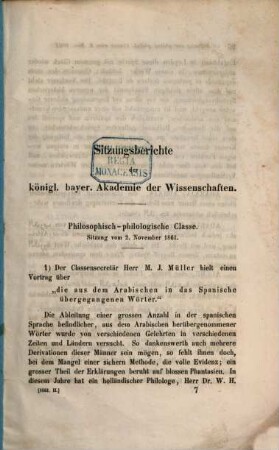 Sitzungsberichte
der
REGIA
MONACENSIS
königl. bayer. Akademie der Wissenschaften.
Philosophisch-philologische Classe.
Sitzung vom 2. November 1861.
1) Der Classensecretär Herr M. J. Müller hielt einen
Vortrag über
„die aus dem Arabischen in das Spanische
übergegangenen Wörter.“
Die Ableitung einer grossen Anzahl in der spanischen
Sprache befindlicher, aus dem Arabischen herübergenommener
Wörter wurde von verschiedenen Gelehrten in verschiedenen
Zeiten und Ländern versucht. So dankenswerth auch mehrere
Derivationen dieser Männer sein mögen, so fehlt ihnen doch,
bei dem Mangel einer sichern Methode, die volle Evidenz; ein
grosser Theil der Erklärungen beruht auf blossen Phantasien. In
diesem Jahre hat ein holländischer Philologe, Herr Dr. W. H.
[1861. II.]
7